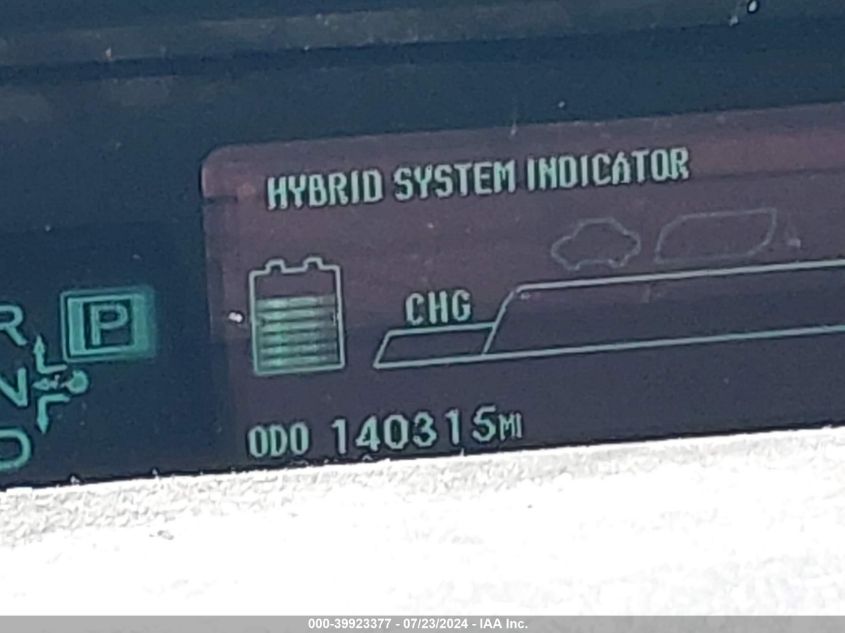 HYBRID SYSTEM INDICATOR
CHG
R
P
N
D
ODO 140315MI
000-39923377 - 07/23/2024 - IAA Inc.